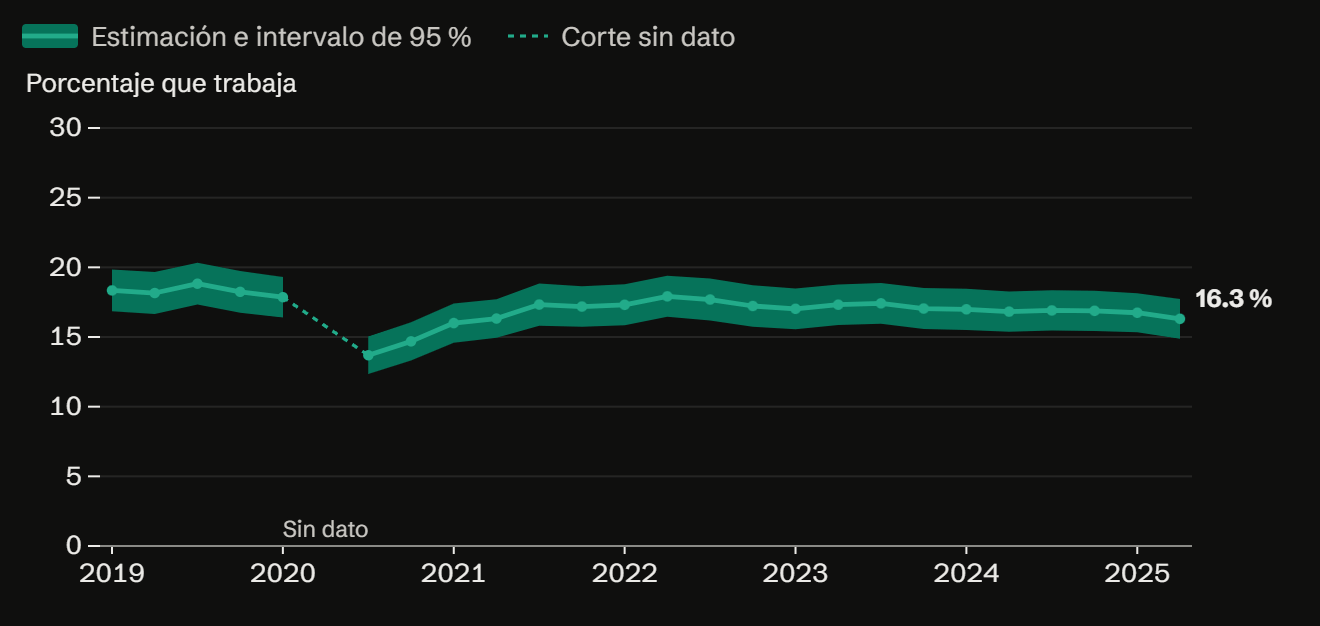 Estimación e intervalo de 95 % Corte sin dato
Porcentaje que trabaja
30
25
20
16.3 %
15
10
5
Sin dato
0
2019 2020 2021 2022 2023 2024 2025